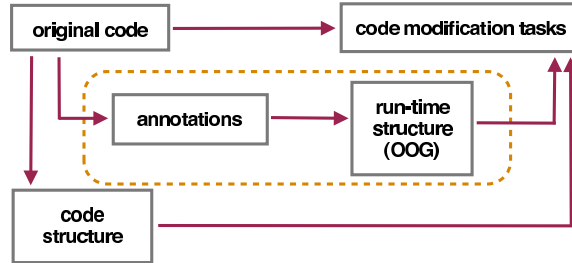 original code
code modification tasks
annotations
run-time
structure
(OOG)
code
structure